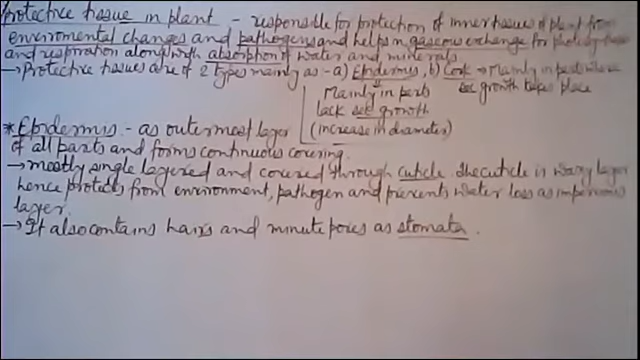 Protective tissue in plant - responsible for protection of inner tissues of plant from
enviromental changes and pathogens and helps in gaseous exchange for photosynthesis
and respiration along with absorption of water and minerals
→ Protective tissues are of 2 types mainly as - a) Epidermis, b) Cork → Mainly in parts where
sec growth takes place
Mainly in parts
lack sec growth
(increase in diameter)
* Epidermis - as outermost layer
of all parts and forms continuous covering.
→ mostly single layered and covered through cuticle. The cuticle is waxy layer
hence protects from environment, pathogen and prevents water loss as impervious
layer.
→ It also contains hairs and minute pores as stomata.